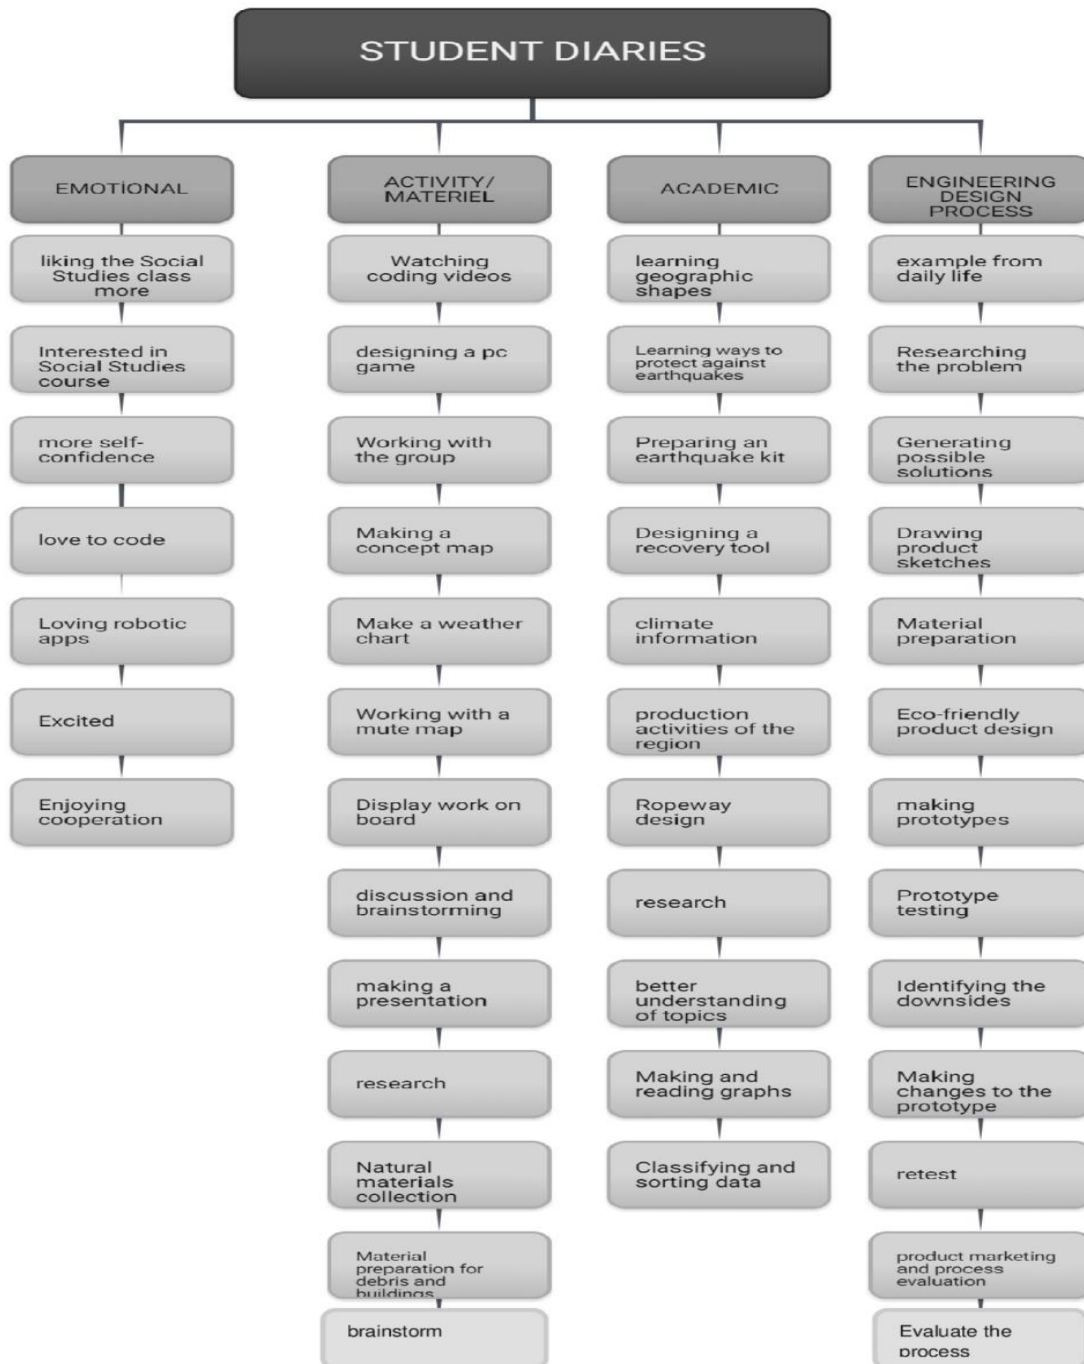 STUDENT DIARIES
EMOTİONAL
liking the Social
Studies class
more
Interested in
Social Studies
course
more self-
confidence
love to code
Loving robotic
apps
Excited
Enjoying
cooperation
ACTIVITY/
MATERIEL
Watching
coding videos
designing a pc
game
Working with
the group
Making a
concept map
Make a weather
chart
Working with a
mute map
Display work on
board
discussion and
brainstorming
making a
presentation
research
Natural
materials
collection
Material
preparation for
debris and
buildings
brainstorm
ACADEMIC
learning
geographic
shapes
Learning ways to
protect against
earthquakes
Preparing an
earthquake kit
Designing a
recovery tool
climate
information
production
activities of the
region
Ropeway
design
research
better
understanding
of topics
Making and
reading graphs
Classifying and
sorting data
ENGINEERING
DESIGN
PROCESS
example from
daily life
Researching
the problem
Generating
possible
solutions
Drawing
product
sketches
Material
preparation
Eco-friendly
product design
making
prototypes
Prototype
testing
Identifying the
downsides
Making
changes to the
prototype
retest
product marketing
and process
evaluation
Evaluate the
process